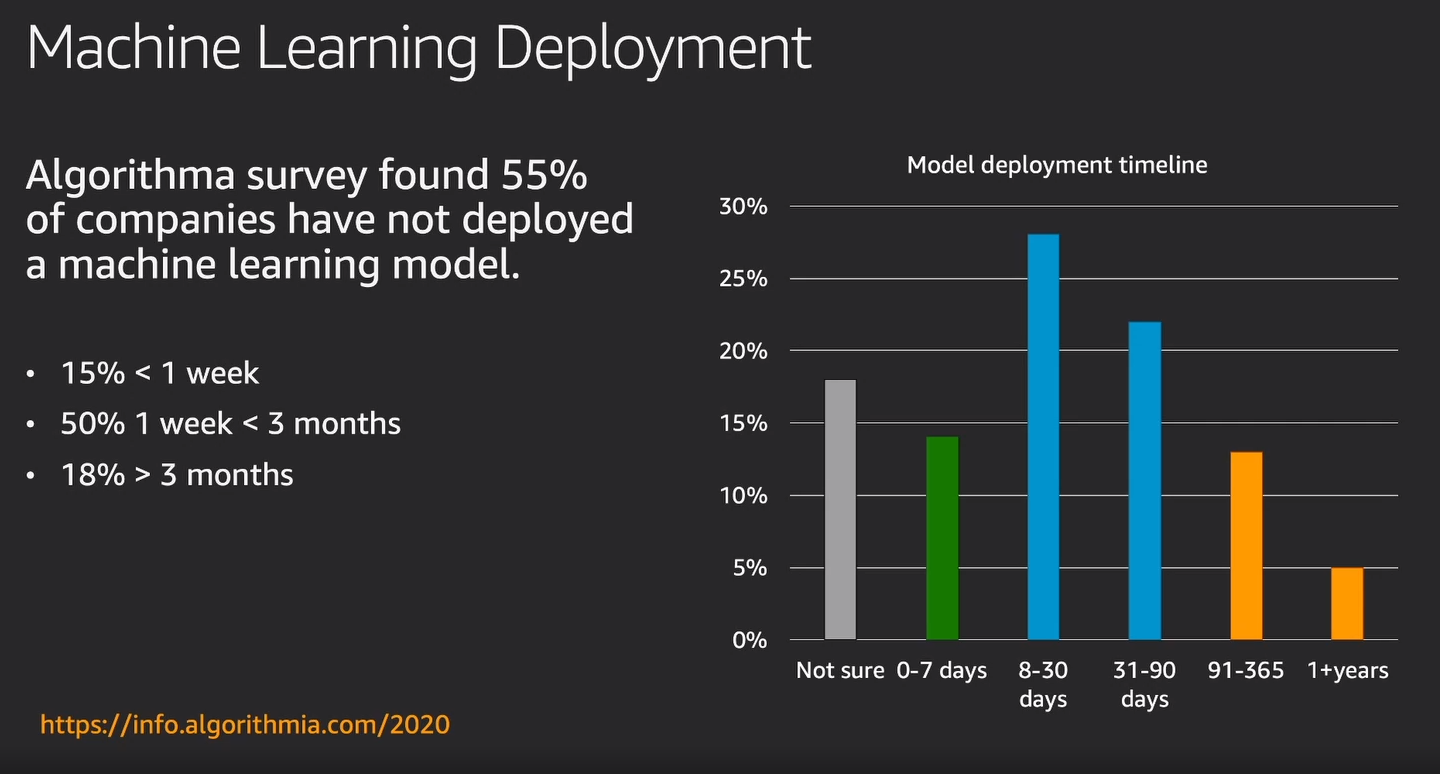 Machine Learning Deployment
Algorithma survey found 55%
of companies have not deployed
a machine learning model.
• 15% < 1 week
• 50% 1 week < 3 months
• 18% > 3 months
https://info.algorithmia.com/2020
Model deployment timeline
30%
25%
20%
15%
10%
5%
0%
Not sure 0-7 days 8-30 31-90 91-365 1+years
days days